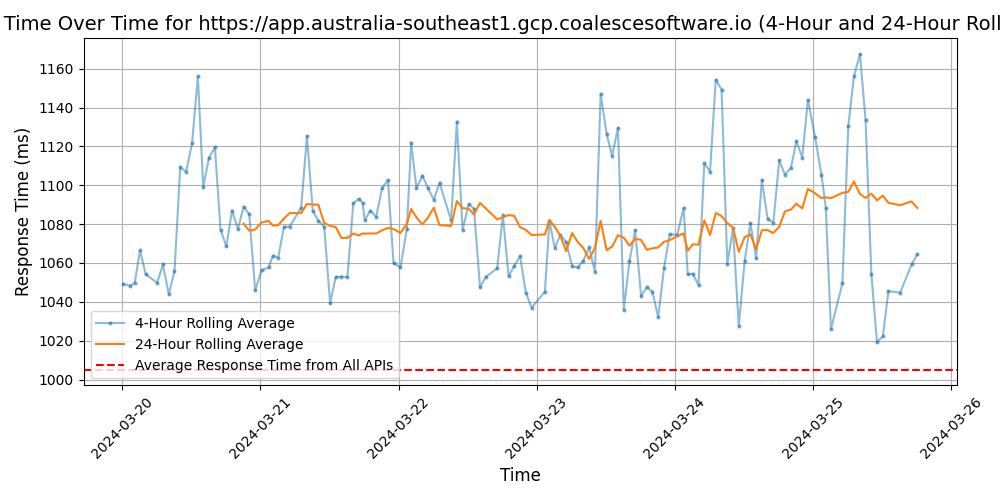 Time Over Time for https://app.australia-southeast1.gcp.coalescesoftware.io (4-Hour and 24-Hour Roll
Response Time (ms)
1160
1140
1120
1100
1080
1060
1040
1020
1000
4-Hour Rolling Average
24-Hour Rolling Average
Average Response Time from All APIs
2024-03-20
2024-03-21
2024-03-22
2024-03-23
2024-03-24
2024-03-25
2024-03-26
Time